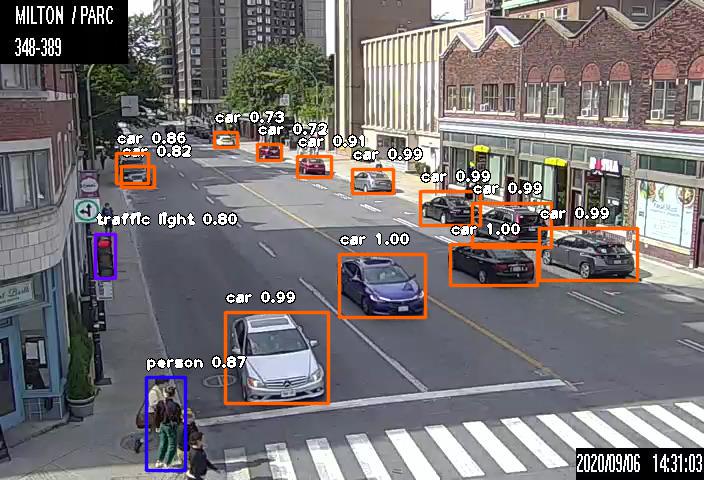 MILTON / PARC
348-389
car 0.73
car 0.72
car 0.86
car 0.82
car 0.91
car 0.99
car 0.99
car 0.99
car 0.99
traffic light 0.80
car 1.00
car 1.00
car 0.99
person 0.87
2020/09/06 14:31:03